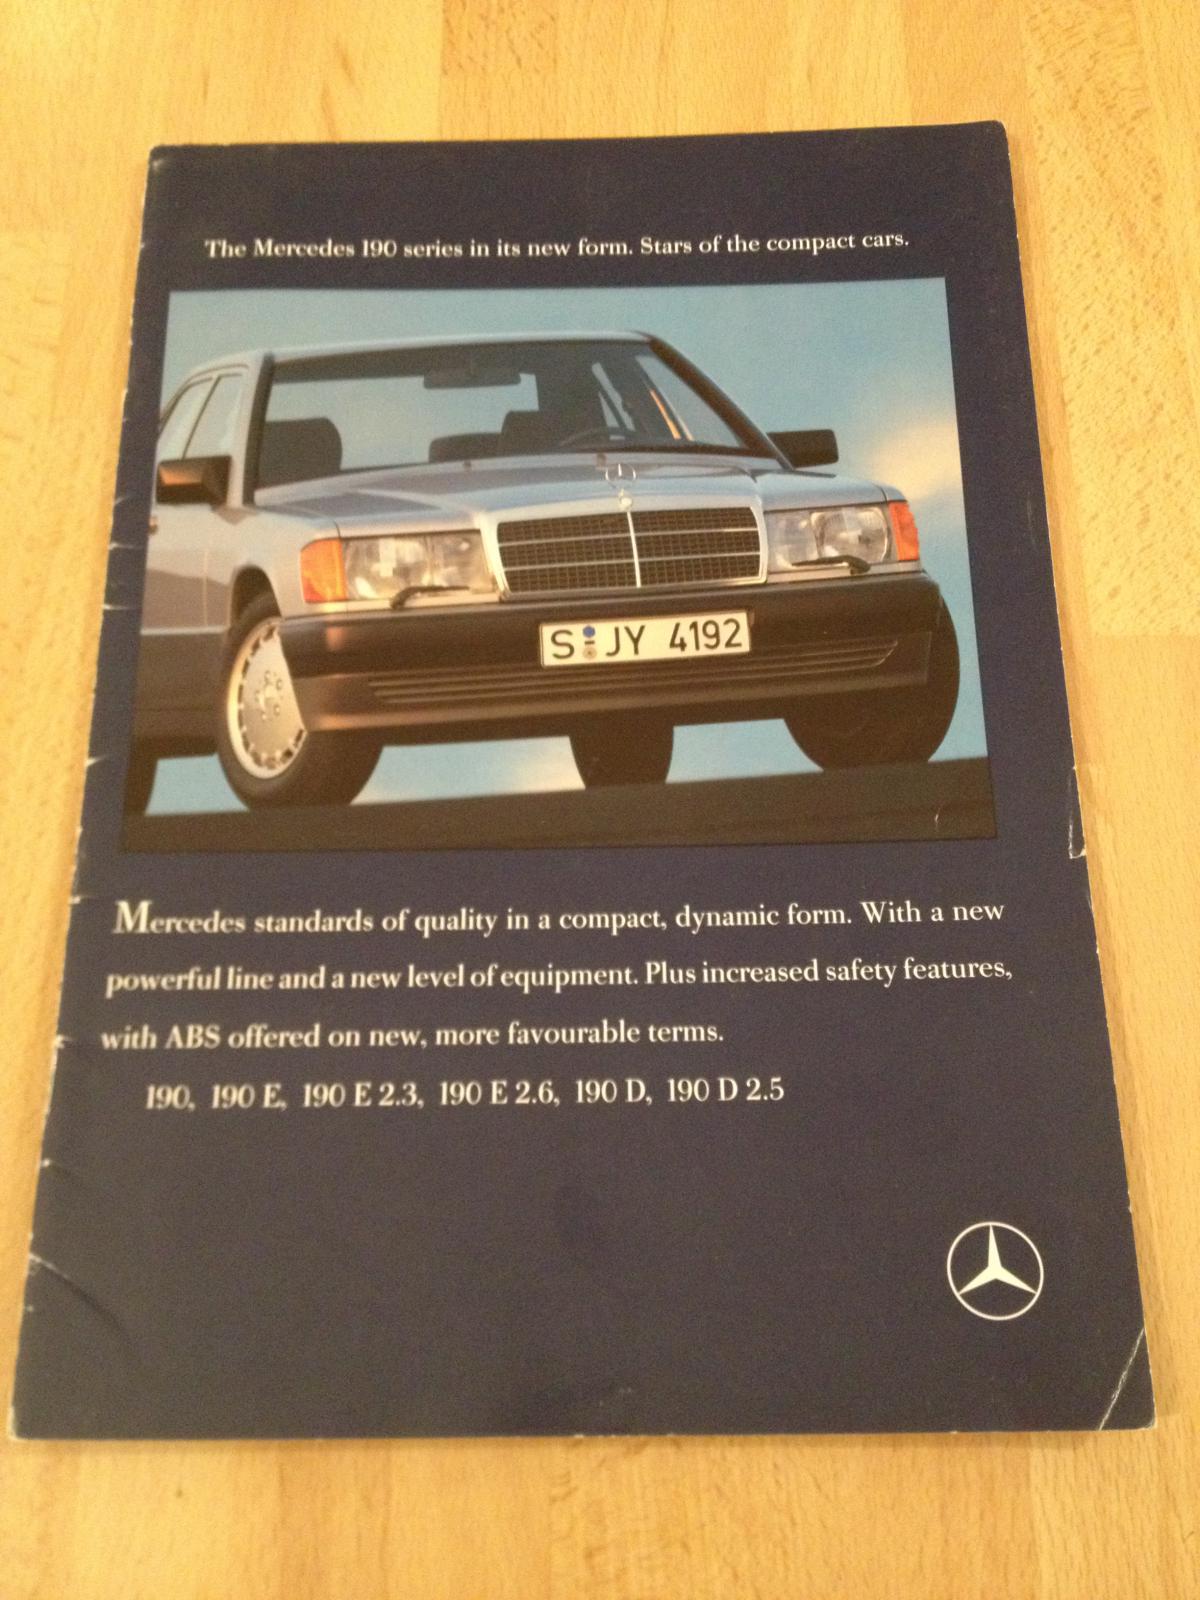 The Mercedes 190 series in its new form. Stars of the compact cars.
S JY 4192
Mercedes standards of quality in a compact, dynamic form. With a new
powerful line and a new level of equipment. Plus increased safety features,
with ABS offered on new, more favourable terms.
190, 190 E, 190 E 2.3, 190 E 2.6, 190 D, 190 D 2.5